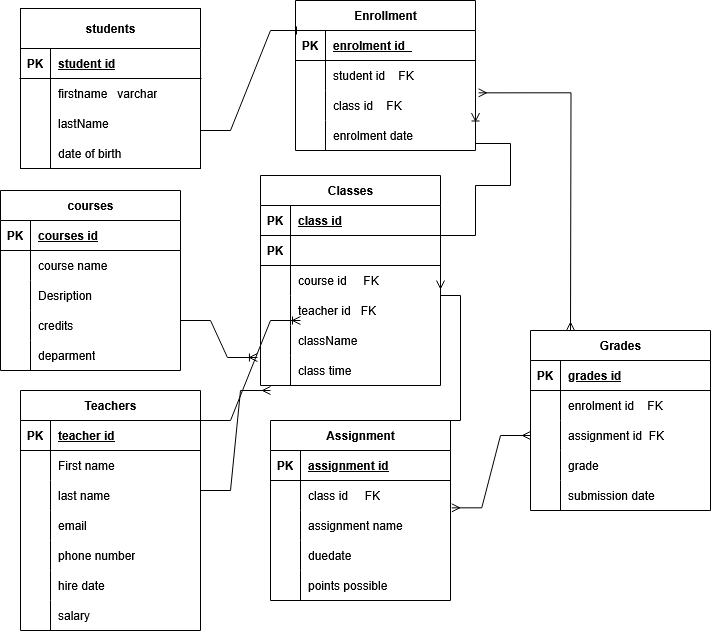 students
PK student id
firstname varchar
lastName
date of birth
Enrollment
PK enrolment id
student id FK
class id FK
enrolment date
courses
PK courses id
course name
Desription
credits
deparment
Classes
PK class id
PK
course id FK
teacher id FK
className
class time
Teachers
PK teacher id
First name
last name
email
phone number
hire date
salary
Assignment
PK assignment id
class id FK
assignment name
duedate
points possible
Grades
PK grades id
enrolment id FK
assignment id FK
grade
submission date